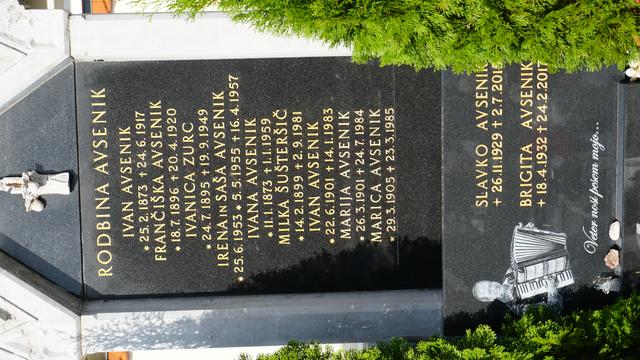 RODBINA AVSENIK
IVAN AVSENIK
* 25.2.1873 + 24.6.1917
FRANČIŠKA AVSENIK
* 18.7.1896 + 20.4.1920
IVANICA ZURC
* 24.7.1895 + 19.9.1949
IRENA IN SAŠA AVSENIK
* 25.6.1953 * 5.5.1955 + 16.4.1957
IVANA AVSENIK
* 11.1.1873 + 1.1.1959
MILKA ŠUŠTERŠIČ
* 14.2.1899 + 2.9.1981
IVAN AVSENIK
* 22.6.1901 + 14.1.1983
MARIJA AVSENIK
* 26.3.1901 + 24.7.1984
MARICA AVSENIK
* 29.3.1905 + 23.3.1985
SLAVKO AVSENIK
* 26.11.1929 + 2.7.2015
BRIGITA AVSENIK
* 18.4.1932 + 24.2.2017
Veter nosi pesem mojo...